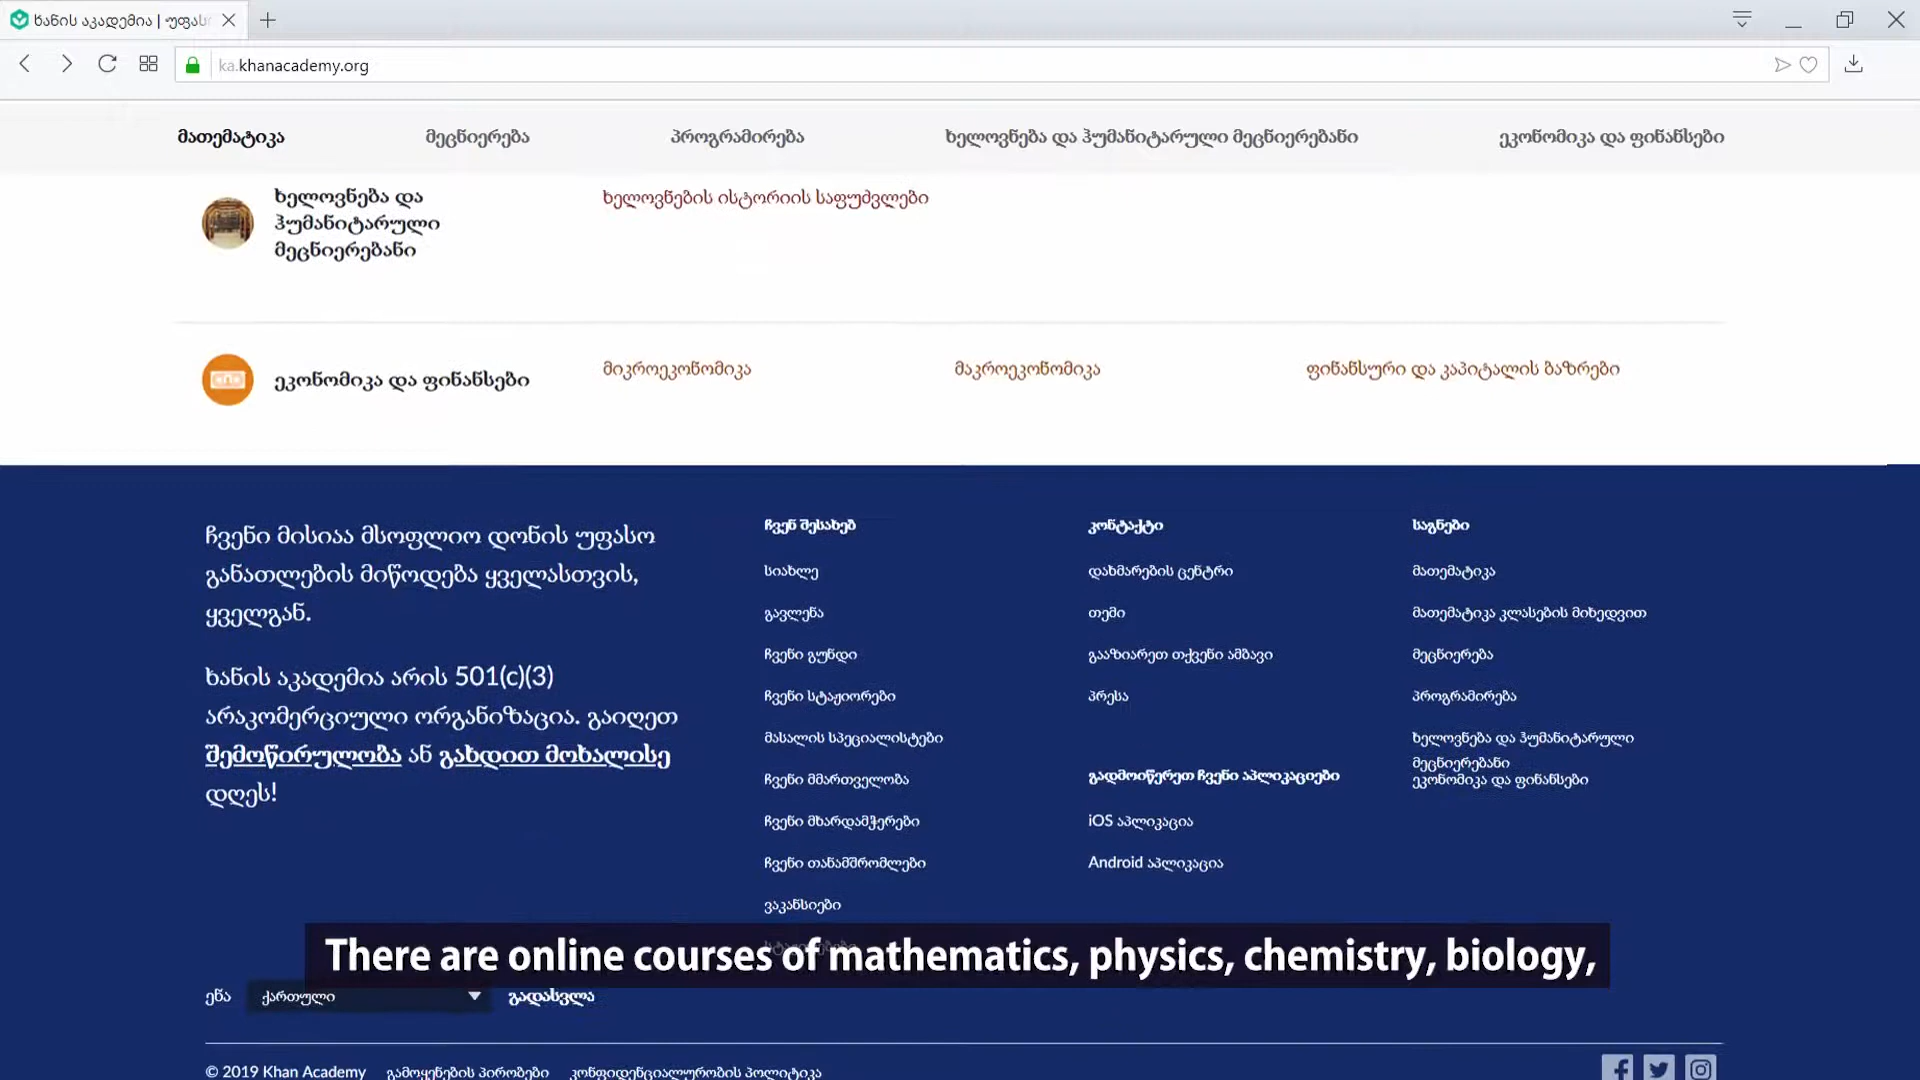 ხანის აკადემია | უფას
ka.khanacademy.org
მათემატიკა
მეცნიერება
პროგრამირება
ხელოვნება და ჰუმანიტარული მეცნიერებანი
ეკონომიკა და ფინანსები
ხელოვნება და
ჰუმანიტარული
მეცნიერებანი
ხელოვნების ისტორიის საფუძვლები
ეკონომიკა და ფინანსები
მიკროეკონომიკა
მაკროეკონომიკა
ფინანსური და კაპიტალის ბაზრები
ჩვენი მისიაა მსოფლიო დონის უფასო
განათლების მიწოდება ყველასთვის,
ყველგან.
ხანის აკადემია არის 501(c)(3)
არაკომერციული ორგანიზაცია. გაიღეთ
შემოწირულობა ან გახდით მოხალისე
დღეს!
ჩვენ შესახებ
სიახლე
გავლენა
ჩვენი გუნდი
ჩვენი სტაჟიორები
მასალის სპეციალისტები
ჩვენი მმართველობა
ჩვენი მხარდამჭერები
ჩვენი თანამშრომლები
ვაკანსიები
კონტაქტი
დახმარების ცენტრი
თემი
გააზიარეთ თქვენი ამბავი
პრესა
გადმოიწერეთ ჩვენი აპლიკაციები
iOS აპლიკაცია
Android აპლიკაცია
საგნები
მათემატიკა
მათემატიკა კლასების მიხედვით
მეცნიერება
პროგრამირება
ხელოვნება და ჰუმანიტარული
მეცნიერებანი
ეკონომიკა და ფინანსები
There are online courses of mathematics, physics, chemistry, biology,
ენა
ქართული
გადასვლა
© 2019 Khan Academy
გამოყენების პირობები
კონფიდენციალურობის პოლიტიკა